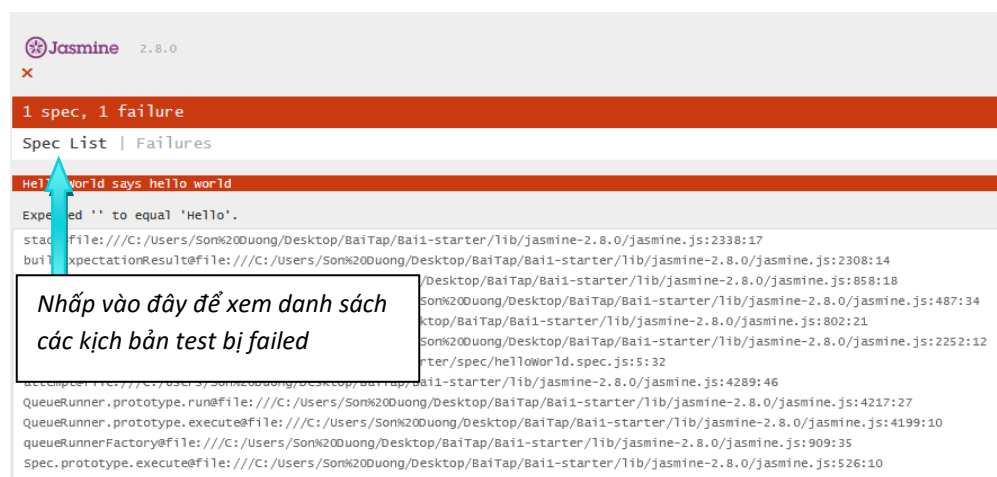 Jasmine 2.8.0
×
1 spec, 1 failure
Spec List | Failures
Hell World says hello world
Expe ed '' to equal 'Hello'.
stac file:///C:/Users/Son%20Duong/Desktop/BaiTap/Bai1-starter/lib/jasmine-2.8.0/jasmine.js:2338:17
buil xpectationResult@file:///C:/Users/Son%20Duong/Desktop/BaiTap/Bai1-starter/lib/jasmine-2.8.0/jasmine.js:2308:14
/Desktop/BaiTap/Bai1-starter/lib/jasmine-2.8.0/jasmine.js:858:18
Son%20Duong/Desktop/BaiTap/Bai1-starter/lib/jasmine-2.8.0/jasmine.js:487:34
ktop/BaiTap/Bai1-starter/lib/jasmine-2.8.0/jasmine.js:802:21
Son%20Duong/Desktop/BaiTap/Bai1-starter/lib/jasmine-2.8.0/jasmine.js:2252:12
rter/spec/helloWorld.spec.js:5:32
Nhấp vào đây để xem danh sách
các kịch bản test bị failed
ai1-starter/lib/jasmine-2.8.0/jasmine.js:4289:46
QueueRunner.prototype.run@file:///C:/Users/Son%20Duong/Desktop/BaiTap/Bai1-starter/lib/jasmine-2.8.0/jasmine.js:4217:27
QueueRunner.prototype.execute@file:///C:/Users/Son%20Duong/Desktop/BaiTap/Bai1-starter/lib/jasmine-2.8.0/jasmine.js:4199:10
queueRunnerFactory@file:///C:/Users/Son%20Duong/Desktop/BaiTap/Bai1-starter/lib/jasmine-2.8.0/jasmine.js:909:35
Spec.prototype.execute@file:///C:/Users/Son%20Duong/Desktop/BaiTap/Bai1-starter/lib/jasmine-2.8.0/jasmine.js:526:10